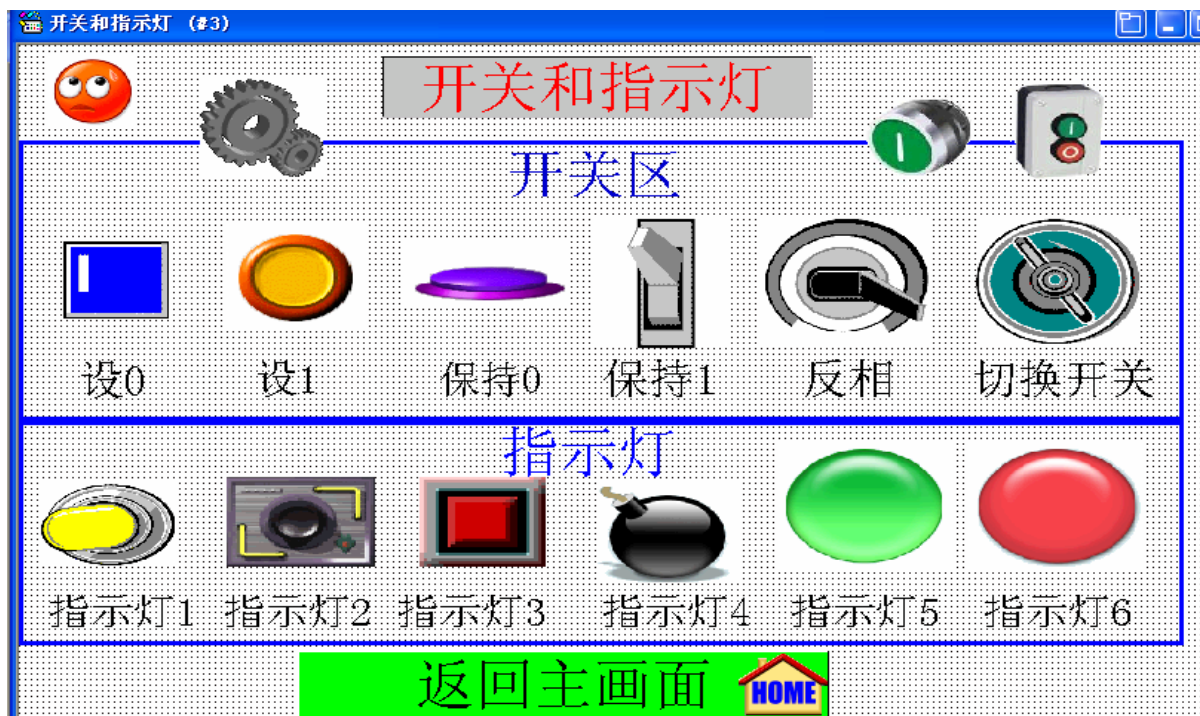 开关和指示灯 (#3)
开关和指示灯
开关区
设0 设1 保持0 保持1 反相 切换开关
指示灯
指示灯1 指示灯2 指示灯3 指示灯4 指示灯5 指示灯6
返回主画面 HOME